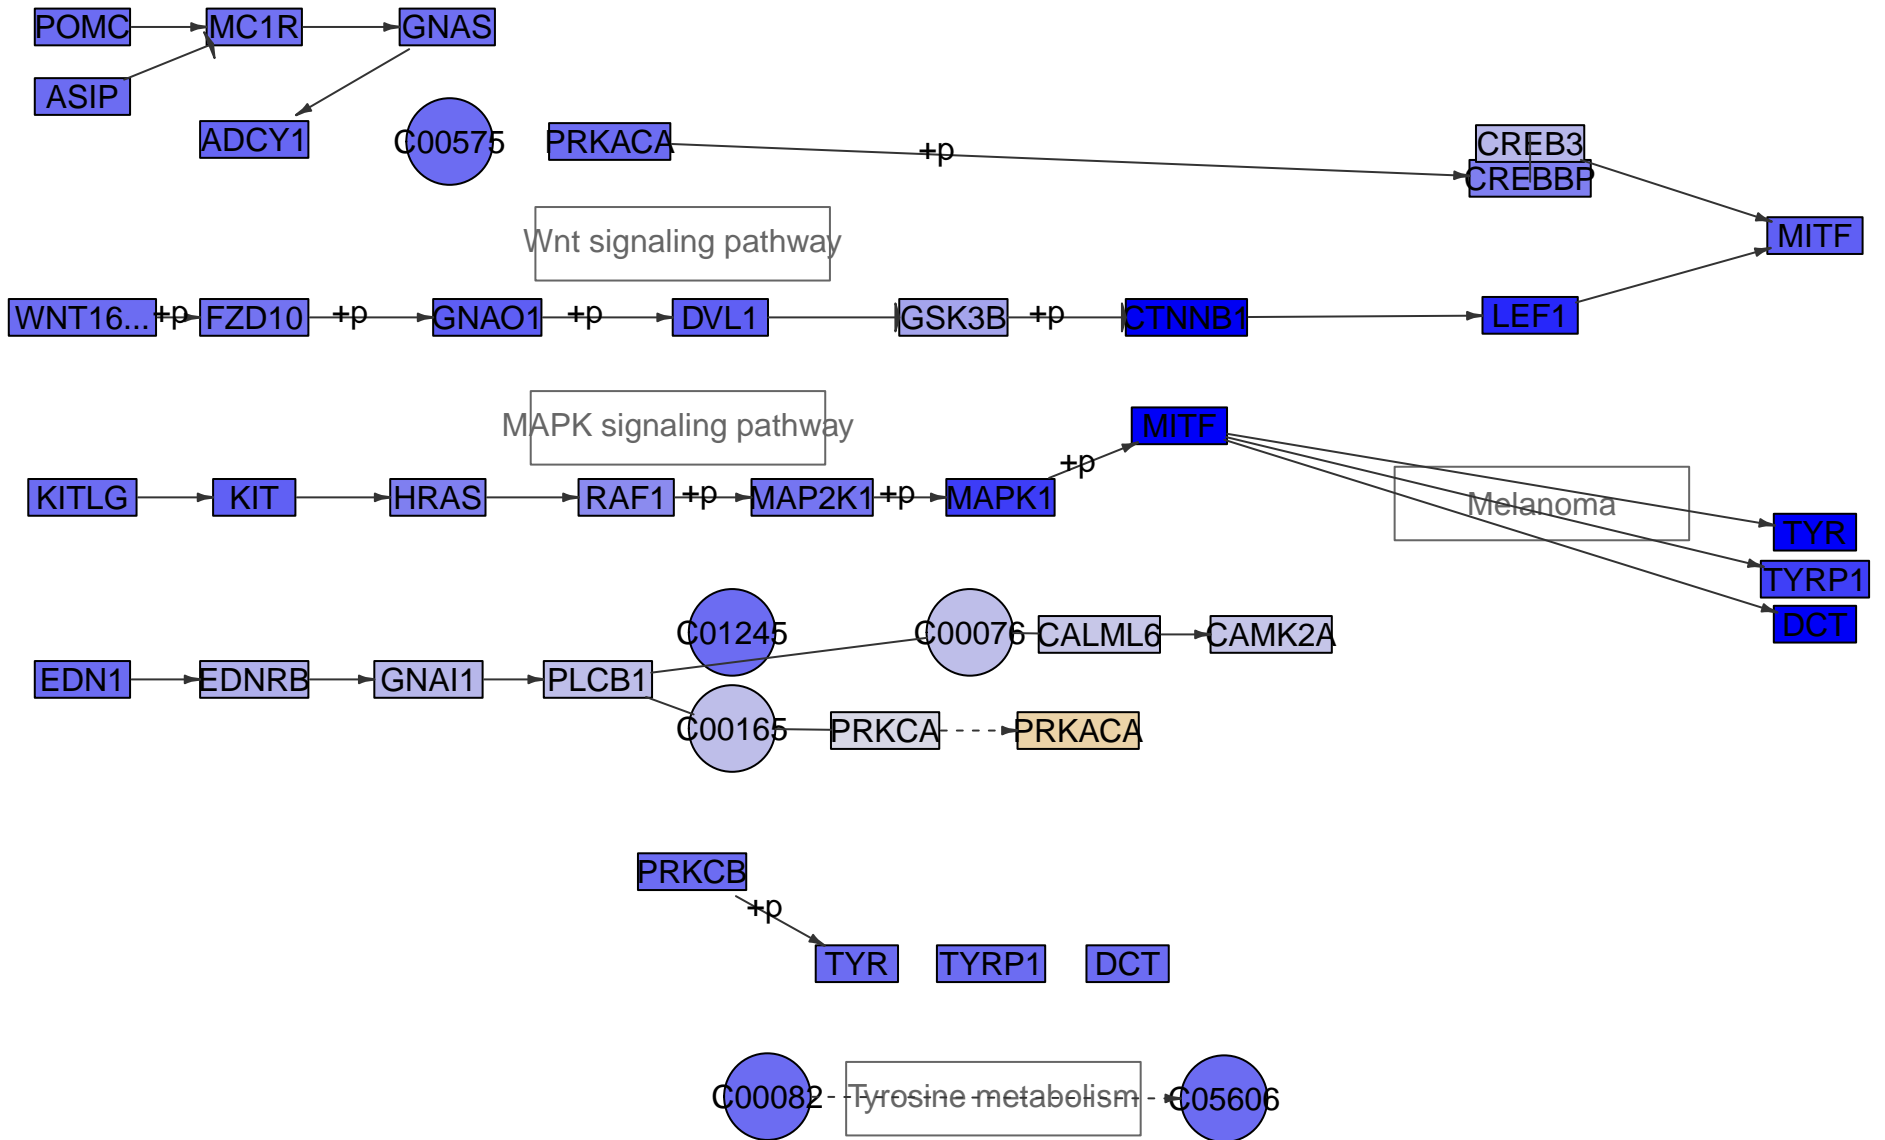 POMC MC1R GNAS
ASIP
ADCY1 C00575 PRKACA +p CREB3
CREBBP
Wnt signaling pathway MITF
WNT16... +p FZD10 +p GNAO1 +p DVL1 GSK3B +p CTNNB1 LEF1
MAPK signaling pathway MITF
+p
KITLG KIT HRAS RAF1 +p MAP2K1 +p MAPK1 Melanoma
TYR
TYRP1
C01245 C00076 CALML6 CAMK2A DCT
EDN1 EDNRB GNAI1 PLCB1
C00165 PRKCA PRKACA
PRKCB
+p
TYR TYRP1 DCT
C00082 Tyrosine metabolism C05606